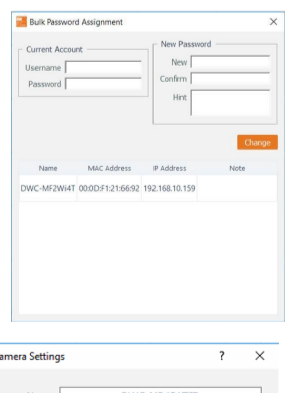 Bulk Password Assignment
Current Account
Username
Password
New Password
New
Confirm
Hint
Change
Name MAC Address IP Address Note
DWC-MF2Wi4T 00:0D:F1:21:66:92 192.168.10.159
amera Settings ?